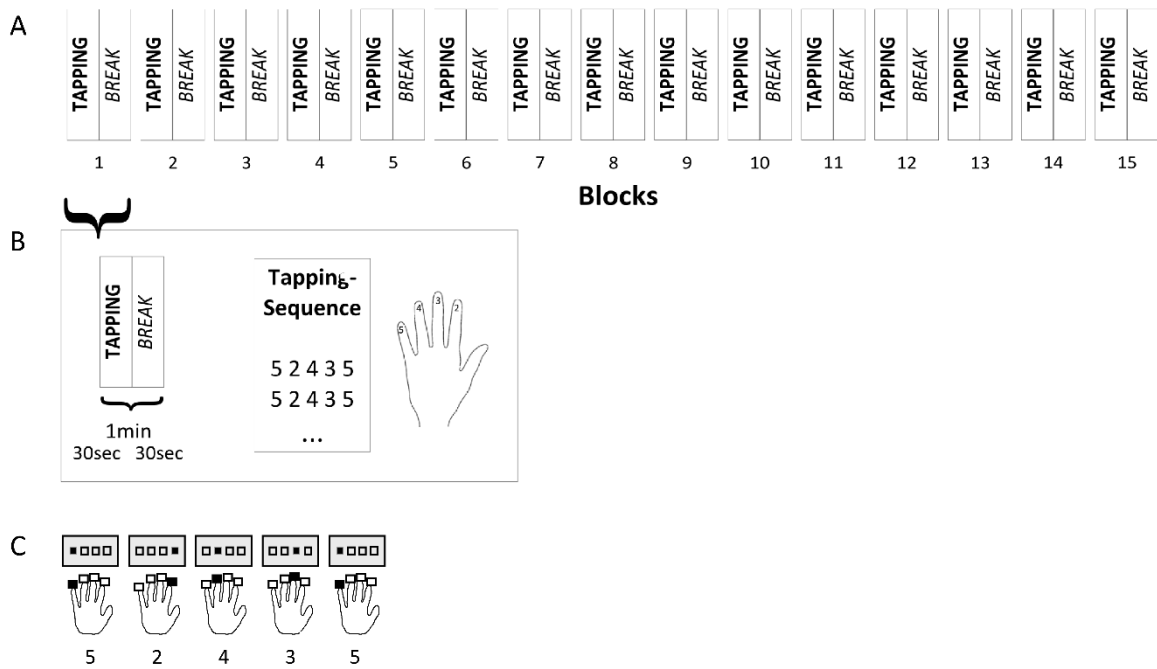 A
TAPPING BREAK TAPPING BREAK TAPPING BREAK TAPPING BREAK TAPPING BREAK TAPPING BREAK TAPPING BREAK TAPPING BREAK TAPPING BREAK TAPPING BREAK TAPPING BREAK TAPPING BREAK TAPPING BREAK TAPPING BREAK TAPPING BREAK
1 2 3 4 5 6 7 8 9 10 11 12 13 14 15
Blocks
B
TAPPING BREAK
1min
30sec 30sec
Tapping-
Sequence
5 2 4 3 5
5 2 4 3 5
...
5 4 3 2
C
5 2 4 3 5